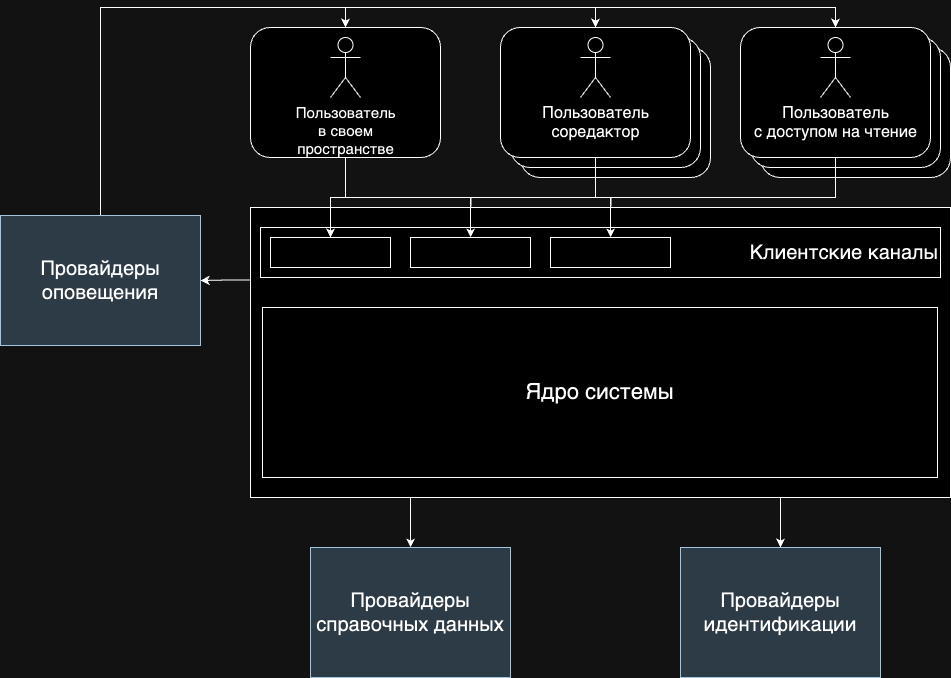 Пользователь
в своем
пространстве
Пользователь
соредактор
Пользователь
с доступом на чтение
Провайдеры
оповещения
Клиентские каналы
Ядро системы
Провайдеры
справочных данных
Провайдеры
идентификации